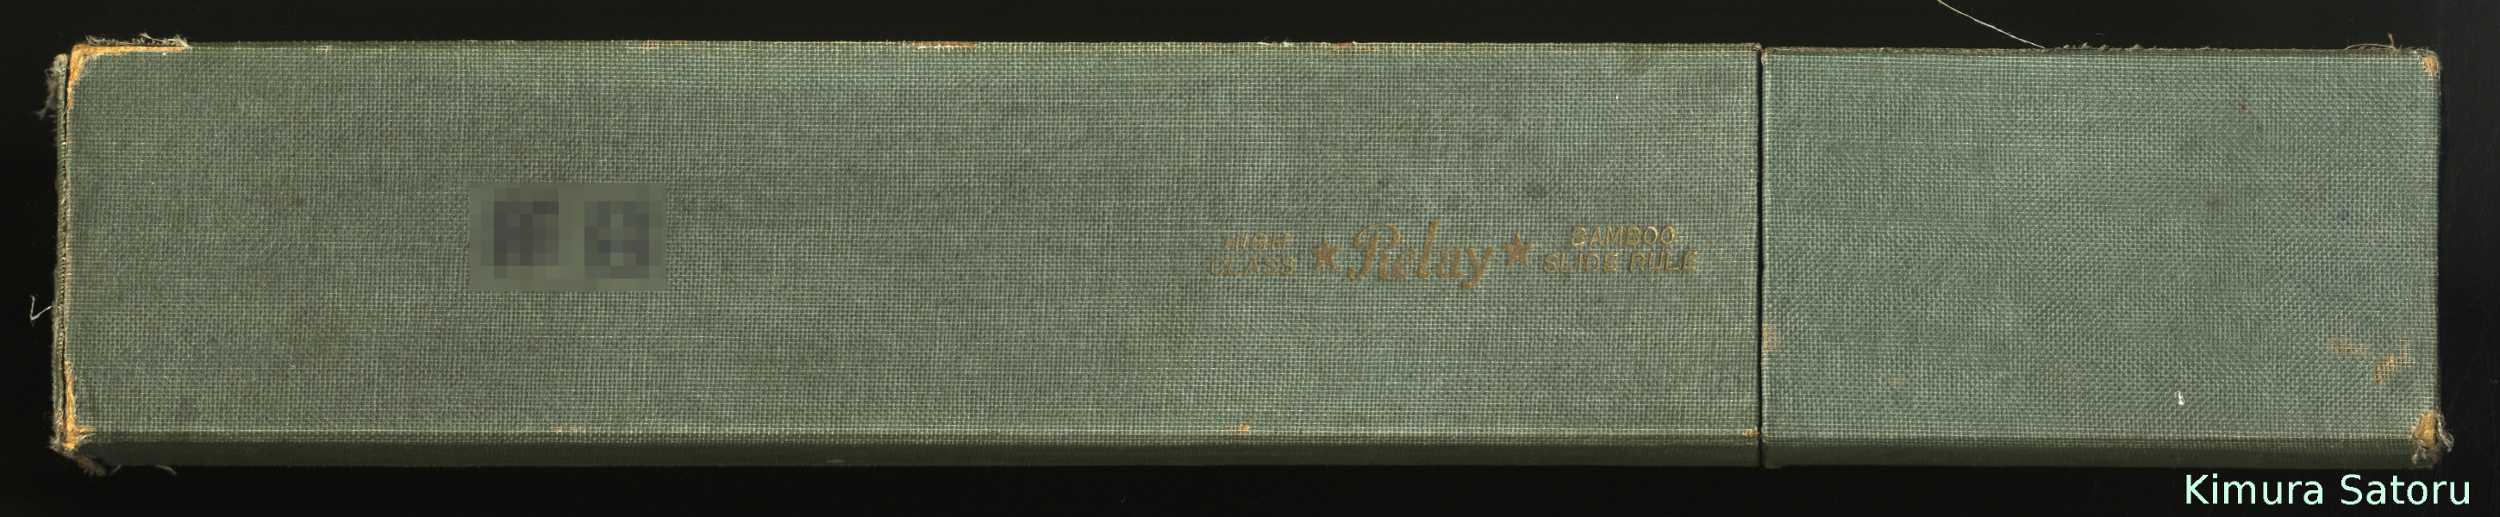 HIGH
CLASS
★ Relay ★
BAMBOO
SLIDE RULE
Kimura Satoru